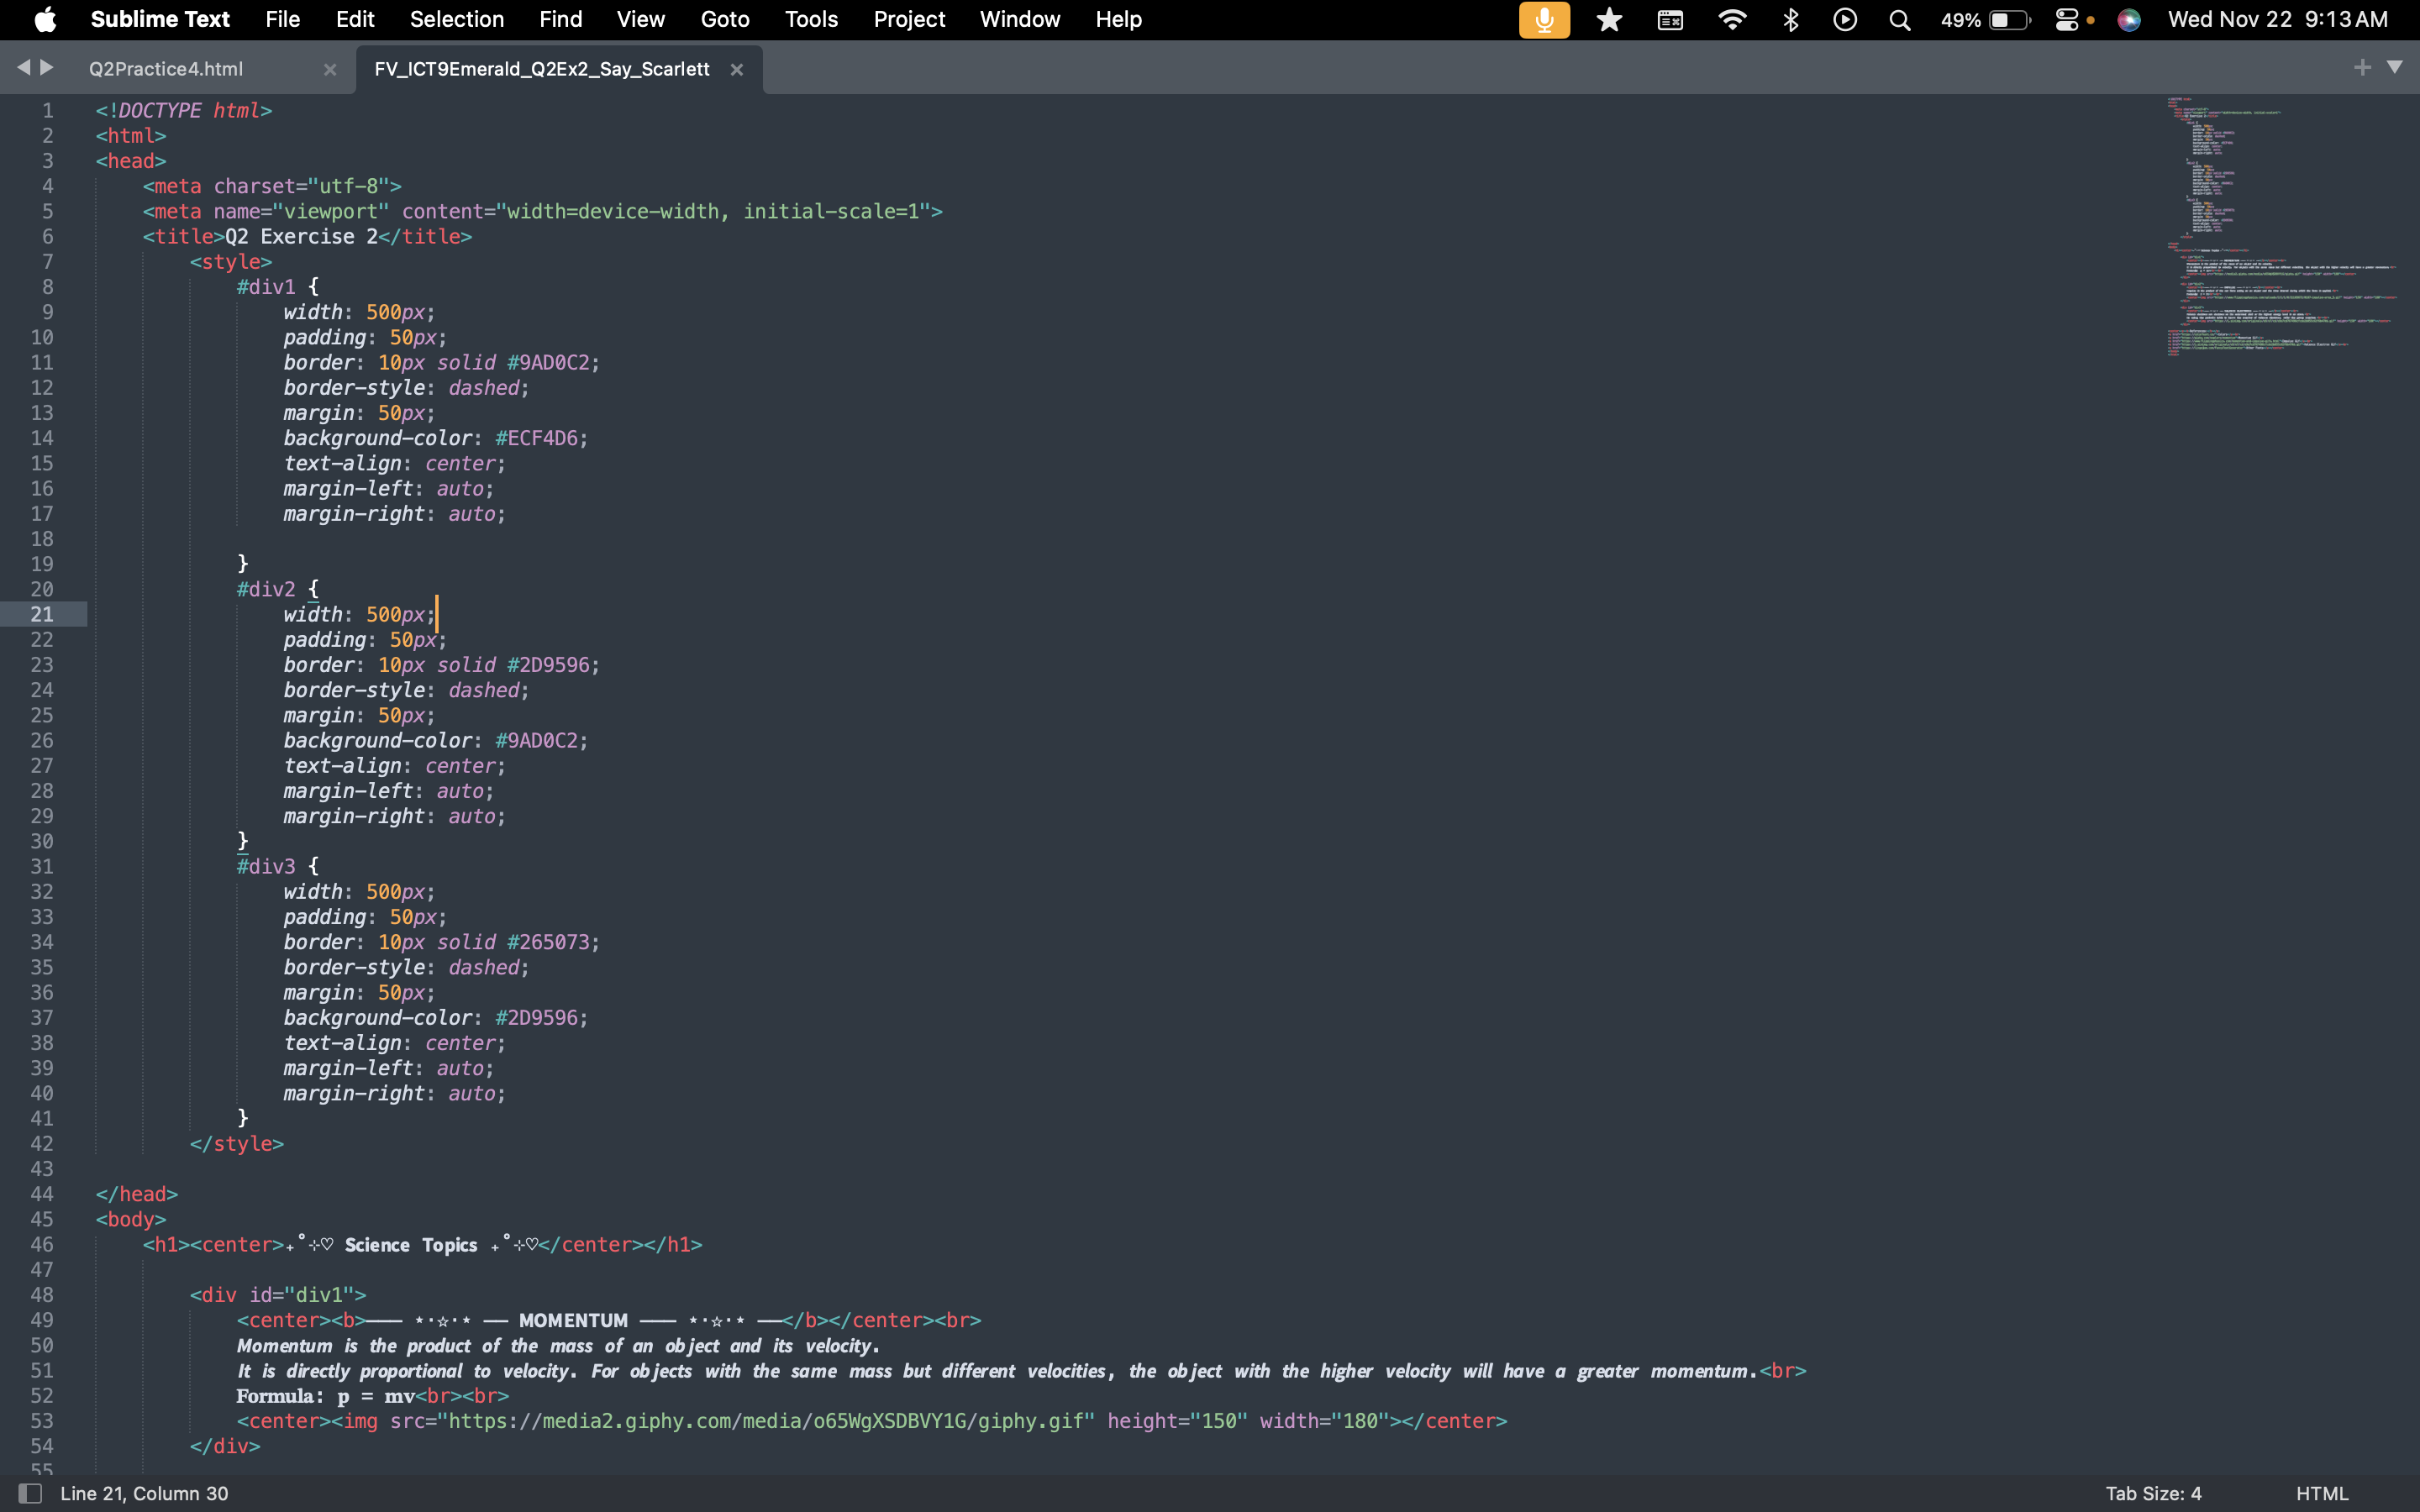 Sublime Text File Edit Selection Find View Goto Tools Project Window Help 49% Wed Nov 22 9:13 AM
Q2Practice4.html × FV_ICT9Emerald_Q2Ex2_Say_Scarlett ×
1 <!DOCTYPE html>
2 <html>
3 <head>
4 <meta charset="utf-8">
5 <meta name="viewport" content="width=device-width, initial-scale=1">
6 <title>Q2 Exercise 2</title>
7 <style>
8 #div1 {
9 width: 500px;
10 padding: 50px;
11 border: 10px solid #9AD0C2;
12 border-style: dashed;
13 margin: 50px;
14 background-color: #ECF4D6;
15 text-align: center;
16 margin-left: auto;
17 margin-right: auto;
18
19 }
20 #div2 {
21 width: 500px;
22 padding: 50px;
23 border: 10px solid #2D9596;
24 border-style: dashed;
25 margin: 50px;
26 background-color: #9AD0C2;
27 text-align: center;
28 margin-left: auto;
29 margin-right: auto;
30 }
31 #div3 {
32 width: 500px;
33 padding: 50px;
34 border: 10px solid #265073;
35 border-style: dashed;
36 margin: 50px;
37 background-color: #2D9596;
38 text-align: center;
39 margin-left: auto;
40 margin-right: auto;
41 }
42 </style>
43
44 </head>
45 <body>
46 <h1><center>₊˚⊹♡ Science Topics ₊˚⊹♡</center></h1>
47
48 <div id="div1">
49 <center><b>─── ⋆⋅☆⋅⋆ ── MOMENTUM ─── ⋆⋅☆⋅⋆ ──</b></center><br>
50 𝑴𝒐𝒎𝒆𝒏𝒕𝒖𝒎 𝒊𝒔 𝒕𝒉𝒆 𝒑𝒓𝒐𝒅𝒖𝒄𝒕 𝒐𝒇 𝒕𝒉𝒆 𝒎𝒂𝒔𝒔 𝒐𝒇 𝒂𝒏 𝒐𝒃𝒋𝒆𝒄𝒕 𝒂𝒏𝒅 𝒊𝒕𝒔 𝒗𝒆𝒍𝒐𝒄𝒊𝒕𝒚.
51 𝑰𝒕 𝒊𝒔 𝒅𝒊𝒓𝒆𝒄𝒕𝒍𝒚 𝒑𝒓𝒐𝒑𝒐𝒓𝒕𝒊𝒐𝒏𝒂𝒍 𝒕𝒐 𝒗𝒆𝒍𝒐𝒄𝒊𝒕𝒚. 𝑭𝒐𝒓 𝒐𝒃𝒋𝒆𝒄𝒕𝒔 𝒘𝒊𝒕𝒉 𝒕𝒉𝒆 𝒔𝒂𝒎𝒆 𝒎𝒂𝒔𝒔 𝒃𝒖𝒕 𝒅𝒊𝒇𝒇𝒆𝒓𝒆𝒏𝒕 𝒗𝒆𝒍𝒐𝒄𝒊𝒕𝒊𝒆𝒔, 𝒕𝒉𝒆 𝒐𝒃𝒋𝒆𝒄𝒕 𝒘𝒊𝒕𝒉 𝒕𝒉𝒆 𝒉𝒊𝒈𝒉𝒆𝒓 𝒗𝒆𝒍𝒐𝒄𝒊𝒕𝒚 𝒘𝒊𝒍𝒍 𝒉𝒂𝒗𝒆 𝒂 𝒈𝒓𝒆𝒂𝒕𝒆𝒓 𝒎𝒐𝒎𝒆𝒏𝒕𝒖𝒎.<br>
52 𝐅𝐨𝐫𝐦𝐮𝐥𝐚: 𝐩 = 𝐦𝐯<br><br>
53 <center><img src="https://media2.giphy.com/media/o65WgXSDBVY1G/giphy.gif" height="150" width="180"></center>
54 </div>
55
Line 21, Column 30 Tab Size: 4 HTML